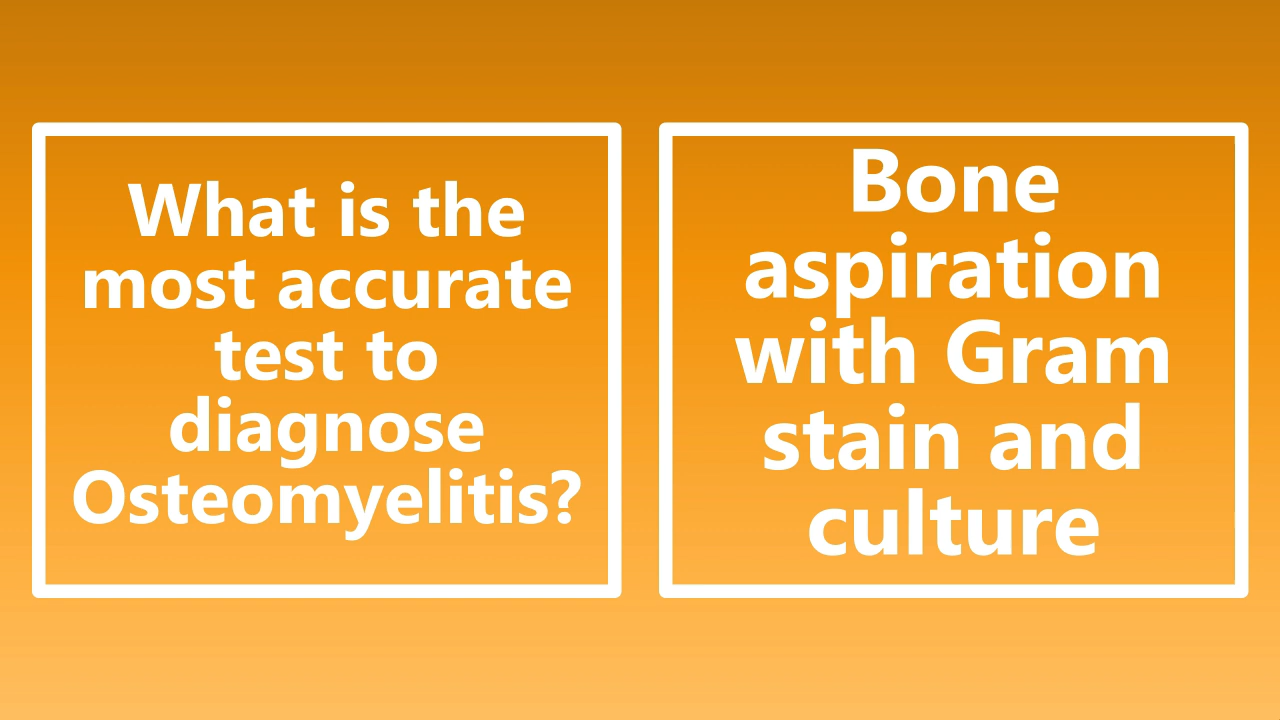 What is the
most accurate
test to
diagnose
Osteomyelitis?
Bone
aspiration
with Gram
stain and
culture